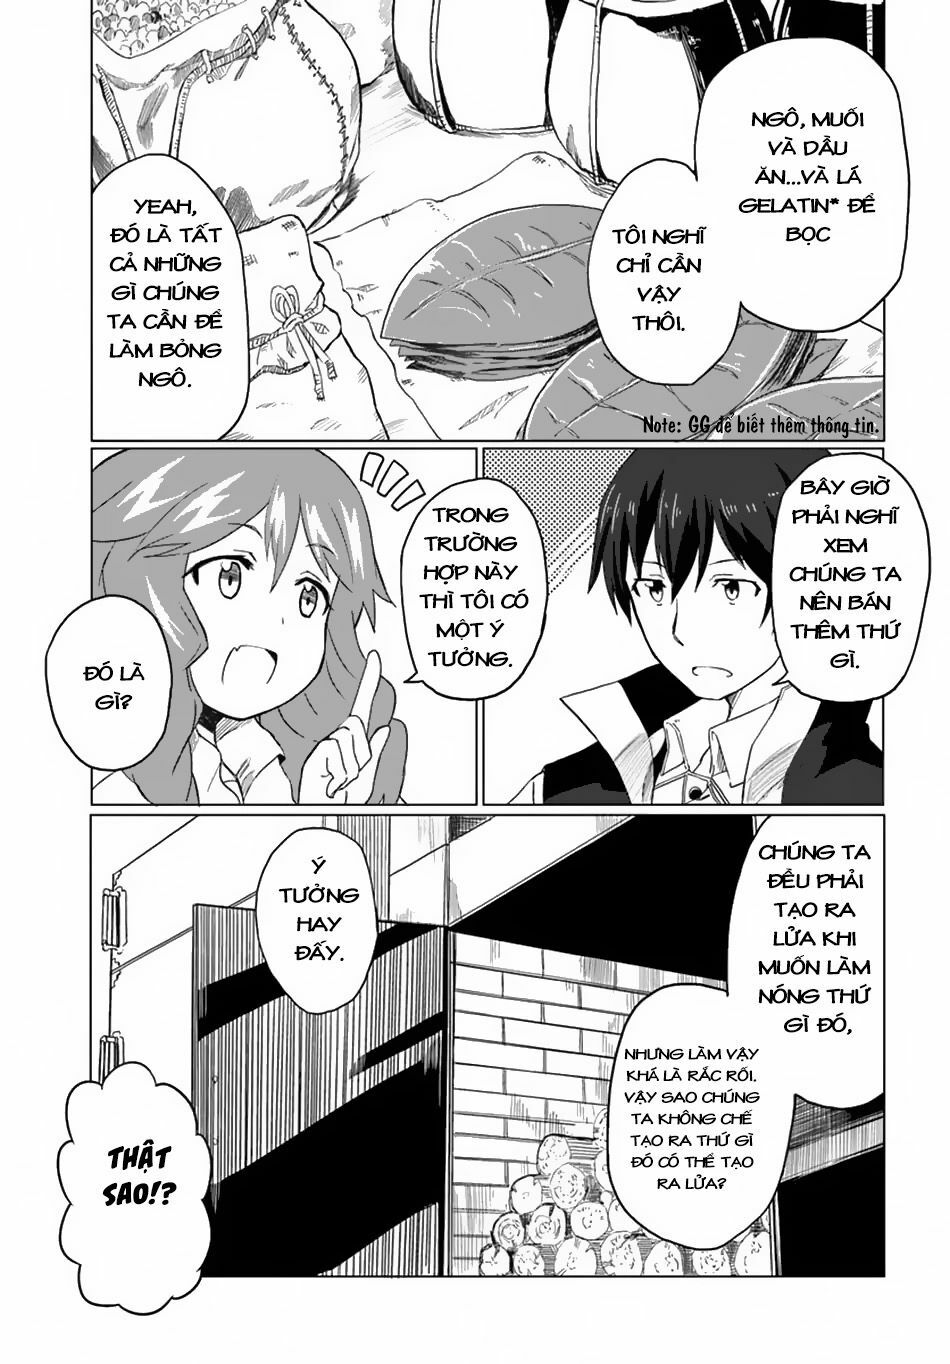 NGÔ, MUỐI
VÀ DẦU
ĂN...VÀ LÁ
GELATIN* ĐỂ
BỌC
TÔI NGHĨ
CHỈ CẦN
VẬY
THÔI.
YEAH,
ĐÓ LÀ TẤT
CẢ NHỮNG
GÌ CHÚNG
TA CẦN ĐỂ
LÀM BỎNG
NGÔ.
Note: GG để biết thêm thông tin.
BÂY GIỜ
PHẢI NGHĨ
XEM
CHÚNG TA
NÊN BÁN
THÊM THỨ
GÌ.
TRONG
TRƯỜNG
HỢP NÀY
THÌ TÔI CÓ
MỘT Ý
TƯỞNG.
ĐÓ LÀ
GÌ?
CHÚNG TA
ĐỀU PHẢI
TẠO RA
LỬA KHI
MUỐN LÀM
NÓNG THỨ
GÌ ĐÓ,
NHƯNG LÀM VẬY
KHÁ LÀ RẮC RỐI.
VẬY SAO CHÚNG
TA KHÔNG CHẾ
TẠO RA THỨ GÌ
ĐÓ CÓ THỂ TẠO
RA LỬA?
Ý
TƯỞNG
HAY
ĐẤY.
THẬT
SAO!?